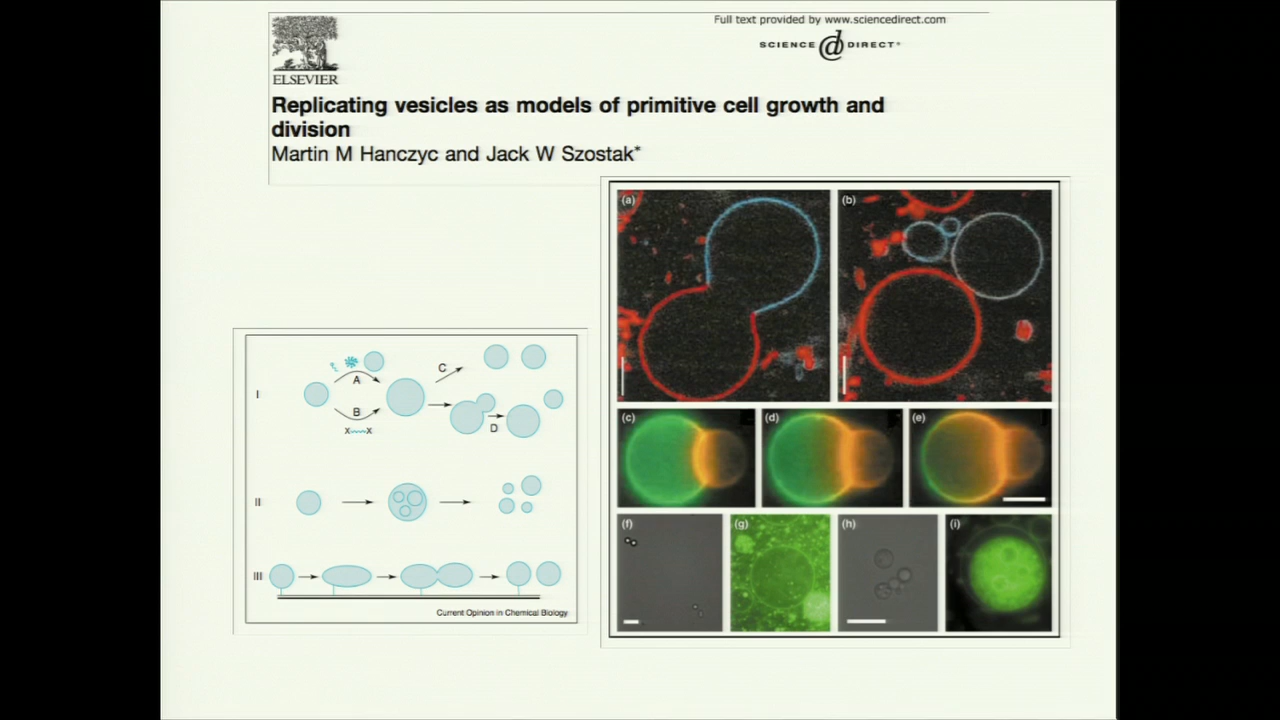 Full text provided by www.sciencedirect.com
SCIENCE d DIRECT®
ELSEVIER
Replicating vesicles as models of primitive cell growth and
division
Martin M Hanczyc and Jack W Szostak*
I
A
B
X X
C
D
II
III
Current Opinion in Chemical Biology
(a)
(b)
(c)
(d)
(e)
(f)
(g)
(h)
(i)